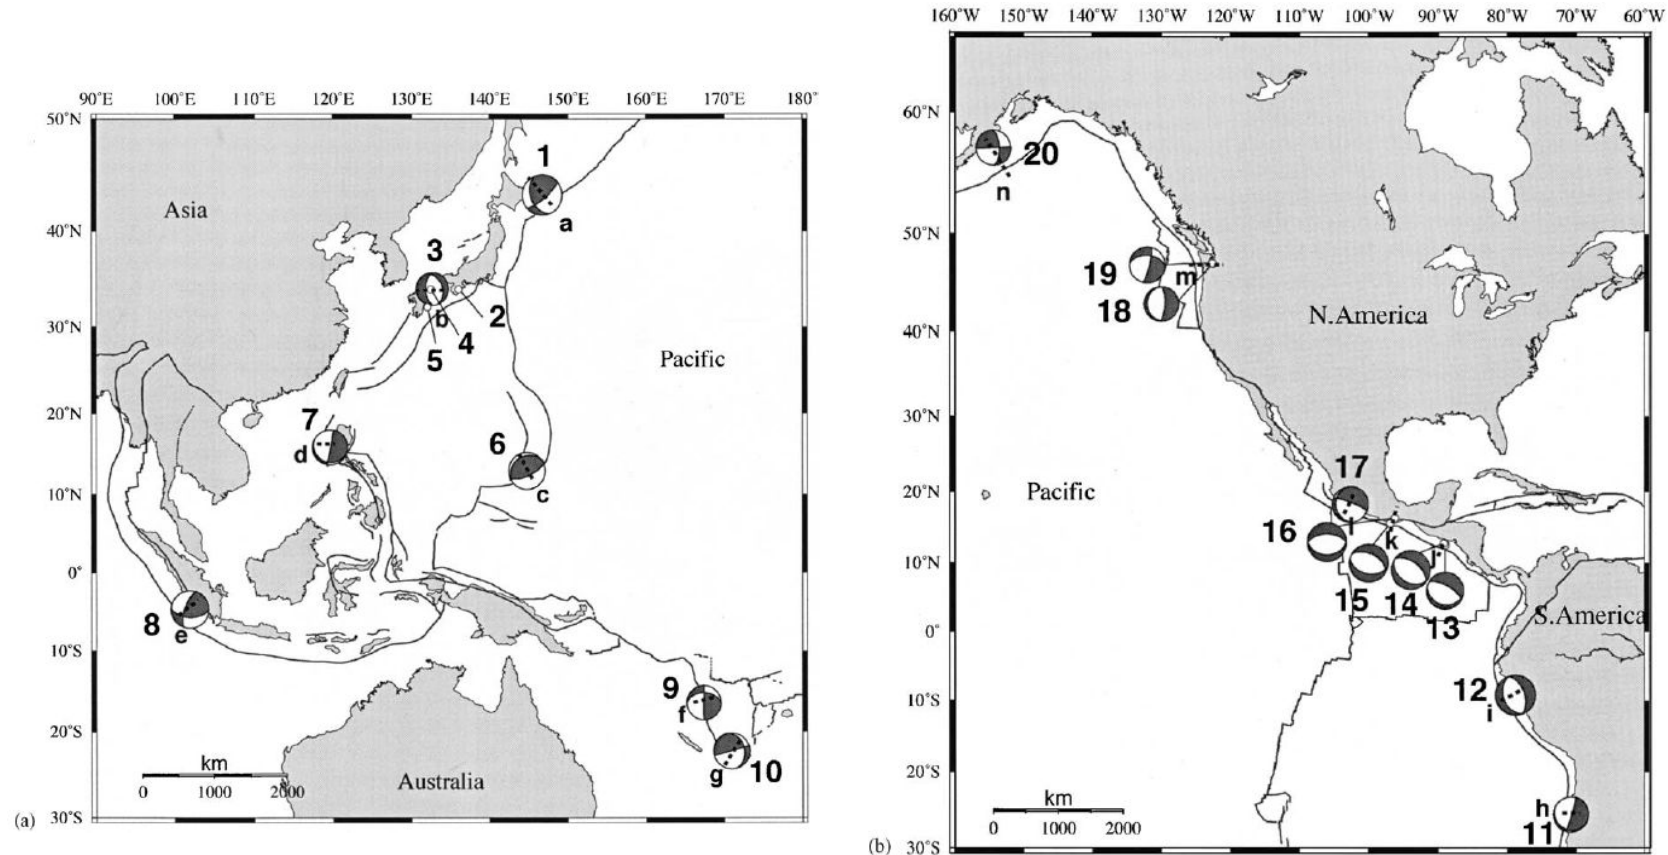 90˚E 100˚E 110˚E 120˚E 130˚E 140˚E 150˚E 160˚E 170˚E 180˚
50˚N
40˚N
30˚N
20˚N
10˚N
0˚
10˚S
20˚S
30˚S
Asia
Pacific
Australia
1
a
3
b
2
4
5
7
d
6
c
8
e
9
f
g
10
km
0 1000 2000
(a)
160˚W 150˚W 140˚W 130˚W 120˚W 110˚W 100˚W 90˚W 80˚W 70˚W 60˚W
60˚N
50˚N
40˚N
30˚N
20˚N
10˚N
0˚
10˚S
20˚S
30˚S
20
n
19
m
18
N.America
Pacific
17
l
16
k
j
15
14
13
S.America
12
i
h
11
km
0 1000 2000
(b)